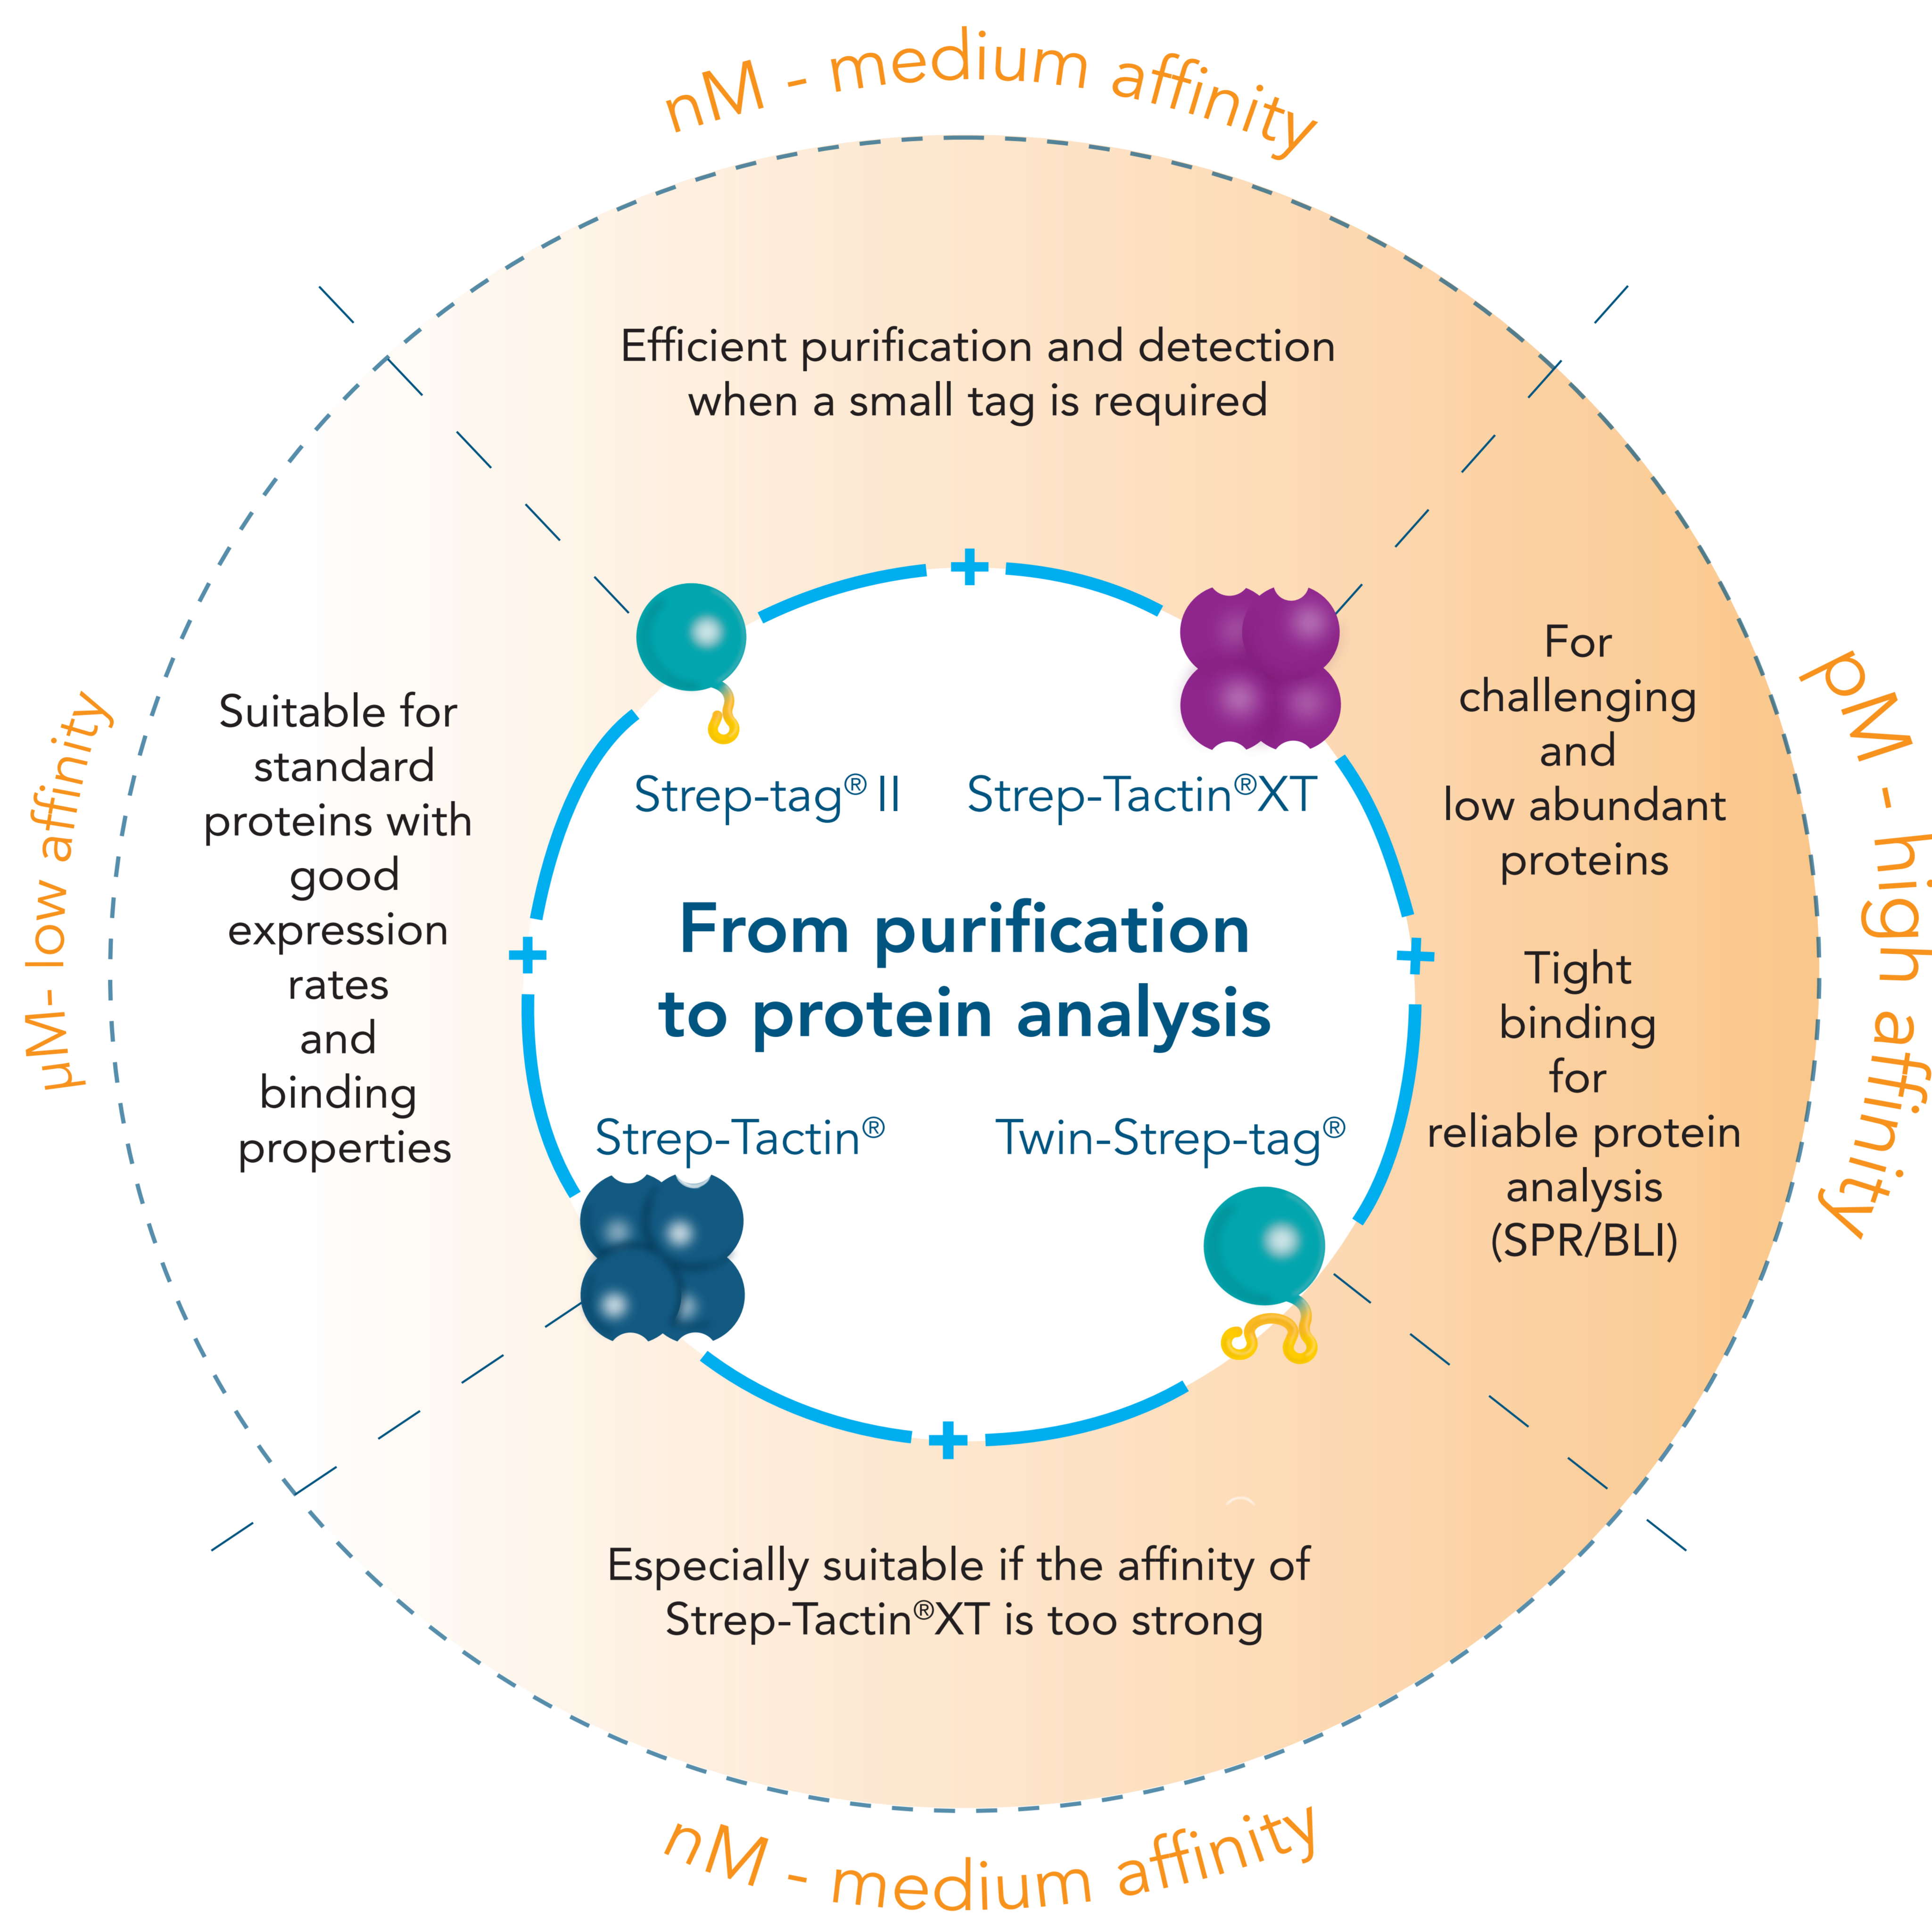 nM - medium affinity
Efficient purification and detection
when a small tag is required
µM- low affinity
Suitable for
standard
proteins with
good
expression
rates
and
binding
properties
Strep-tag® II
Strep-Tactin®XT
From purification
to protein analysis
Strep-Tactin®
Twin-Strep-tag®
For
challenging
and
low abundant
proteins
Tight
binding
for
reliable protein
analysis
(SPR/BLI)
pM - high affinity
Especially suitable if the affinity of
Strep-Tactin®XT is too strong
nM - medium affinity